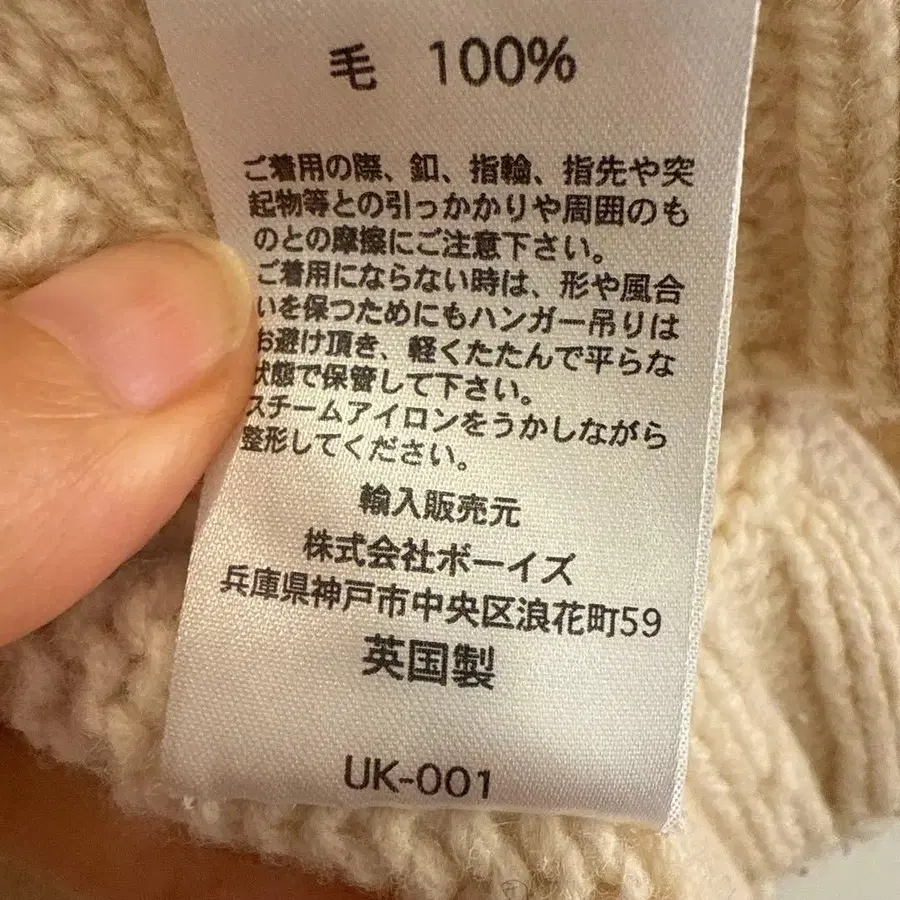 毛 100%
ご着用の際、釦、指輪、指先や突
起物等との引っかかりや周囲のも
のとの摩擦にご注意下さい。
ご着用にならない時は、形や風合
いを保つためにもハンガー吊りは
お避け頂き、軽くたたんで平らな
状態で保管して下さい。
スチームアイロンをうかしながら
整形してください。
輸入販売元
株式会社ボーイズ
兵庫県神戸市中央区浪花町59
英国製
UK-001